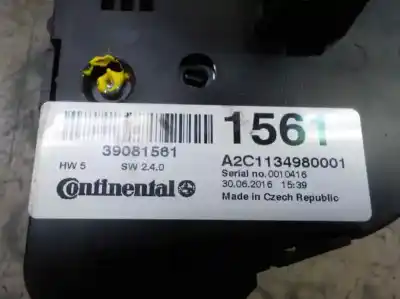 1561
39081561
HW 5 SW 2.4.0
A2C1134980001
Serial no.0010416
30.06.2016 15:39
Continental
Made in Czech Republic